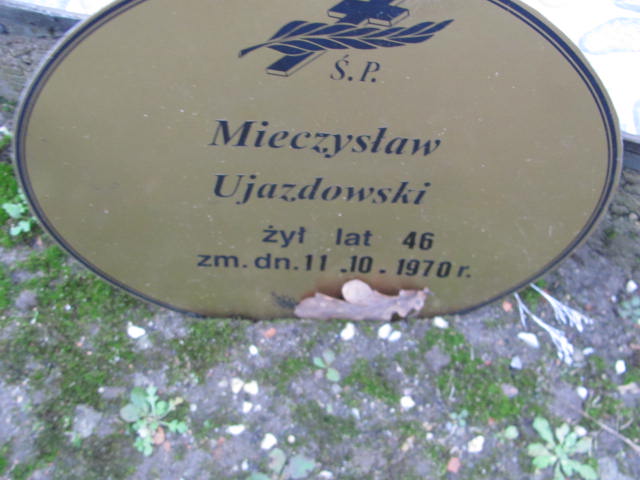 Ś.P.
Mieczysław
Ujazdowski
żył lat 46
zm.dn.11.10.1970 r.